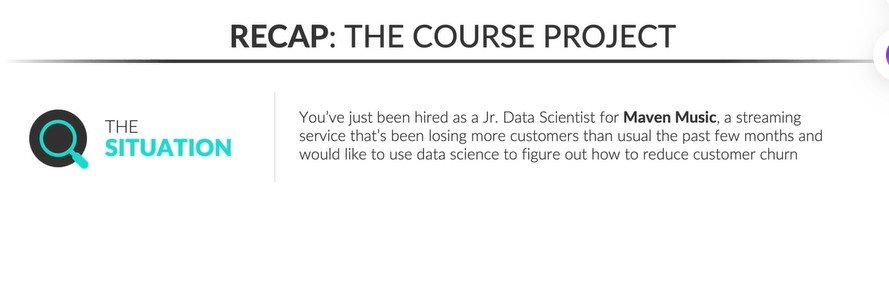 RECAP: THE COURSE PROJECT
THE
SITUATION
You've just been hired as a Jr. Data Scientist for Maven Music, a streaming
service that's been losing more customers than usual the past few months and
would like to use data science to figure out how to reduce customer churn